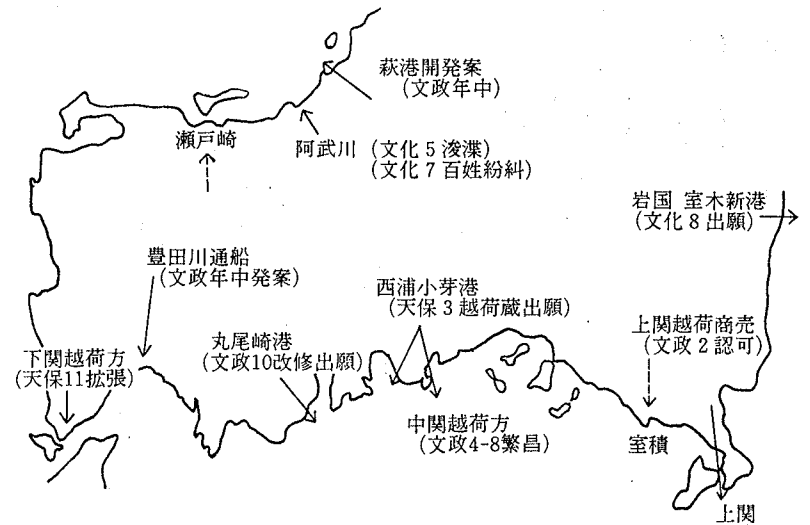 萩港開発案
(文政年中)
瀬戸崎
阿武川 (文化5浚渫)
(文化7百姓紛糾)
岩国 室木新港
(文化8出願)
豊田川通船
(文政年中発案)
西浦小芽港
(天保3越荷蔵出願)
丸尾崎港
(文政10改修出願)
上関越荷商売
(文政2認可)
下関越荷方
(天保11拡張)
中関越荷方
(文政4-8繁昌)
室積
上関